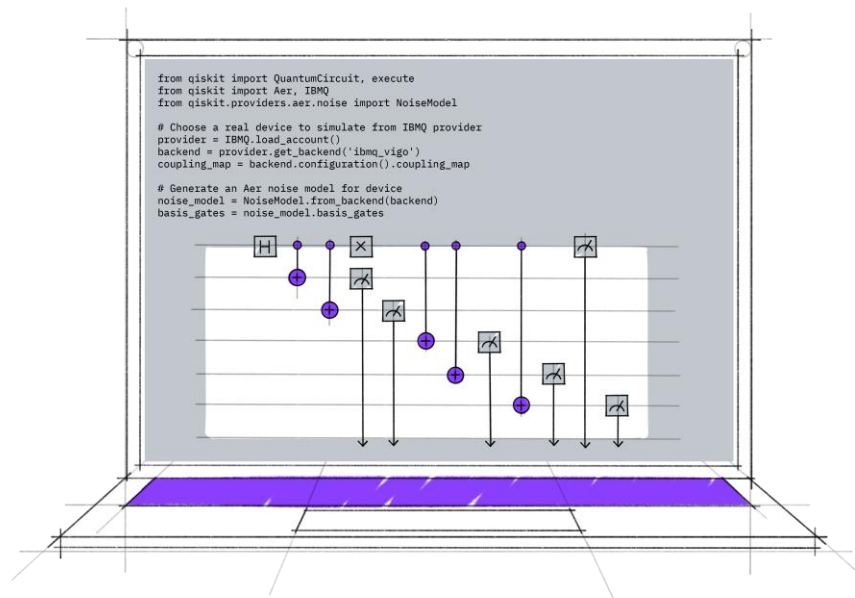 from qiskit import QuantumCircuit, execute
from qiskit import Aer, IBMQ
from qiskit.providers.aer.noise import NoiseModel
# Choose a real device to simulate from IBMQ provider
provider = IBMQ.load_account()
backend = provider.get_backend('ibmq_vigo')
coupling_map = backend.configuration().coupling_map
# Generate an Aer noise model for device
noise_model = NoiseModel.from_backend(backend)
basis_gates = noise_model.basis_gates
H X